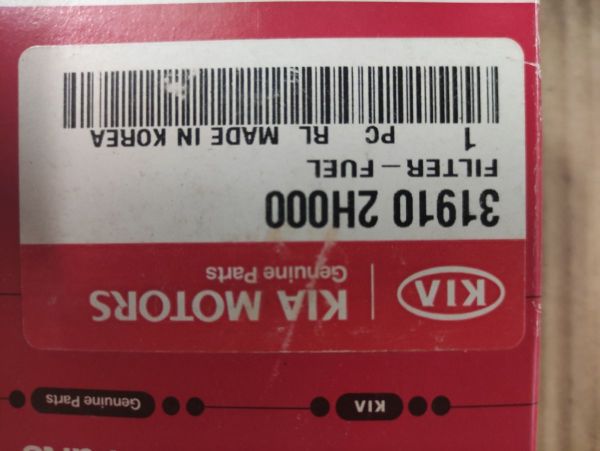 KIA
Genuine Parts
KIA
KIA MOTORS
Genuine Parts
31910 2H000
FILTER-FUEL
1 PC RL MADE IN KOREA